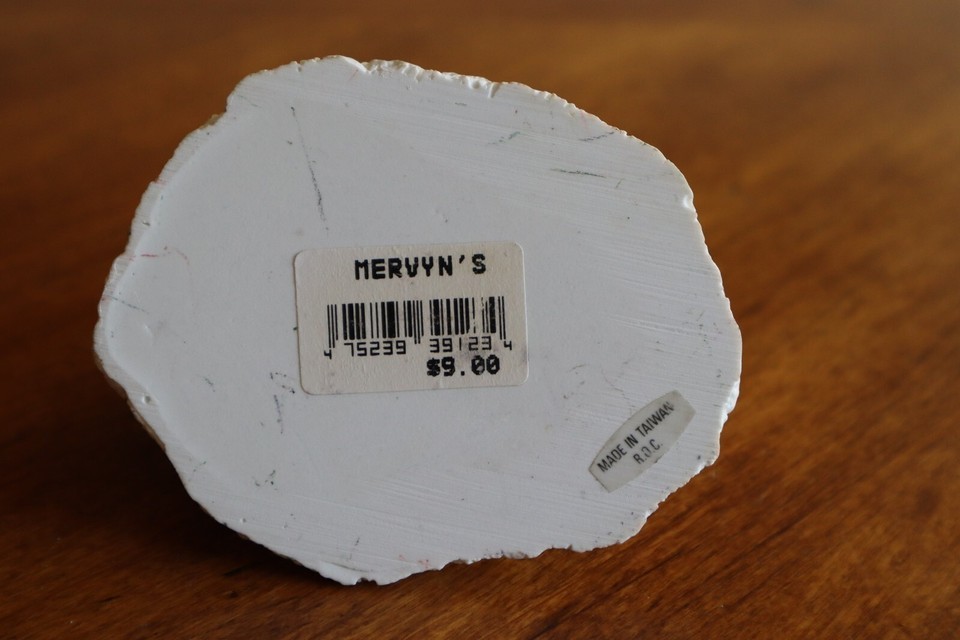 MERVYN'S
4 75239 39123 4
$9.00
MADE IN TAIWAN
R.O.C.